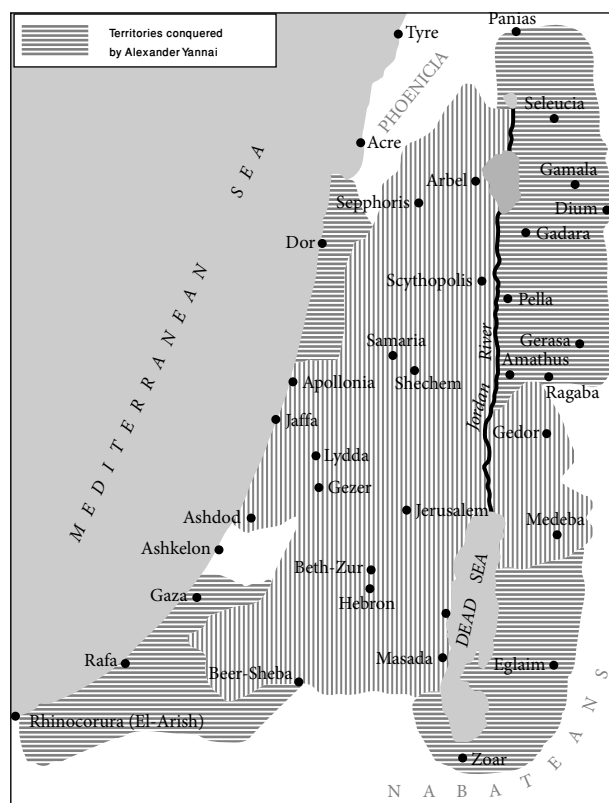 Territories conquered
by Alexander Yannai
Panias
Tyre
PHOENICIA
Seleucia
Acre
MEDITERRANEAN SEA
Arbel
Gamala
Sepphoris
Dium
Dor
Gadara
Scythopolis
Pella
Samaria
Gerasa
Amathus
Shechem
Apollonia
Ragaba
Jordan River
Jaffa
Gedor
Lydda
Gezer
Jerusalem
Ashdod
Medeba
Ashkelon
Beth-Zur
Hebron
Gaza
DEAD SEA
Masada
Rafa
Eglaim
Beer-Sheba
Rhinocorura (El-Arish)
Zoar
NABATEANS